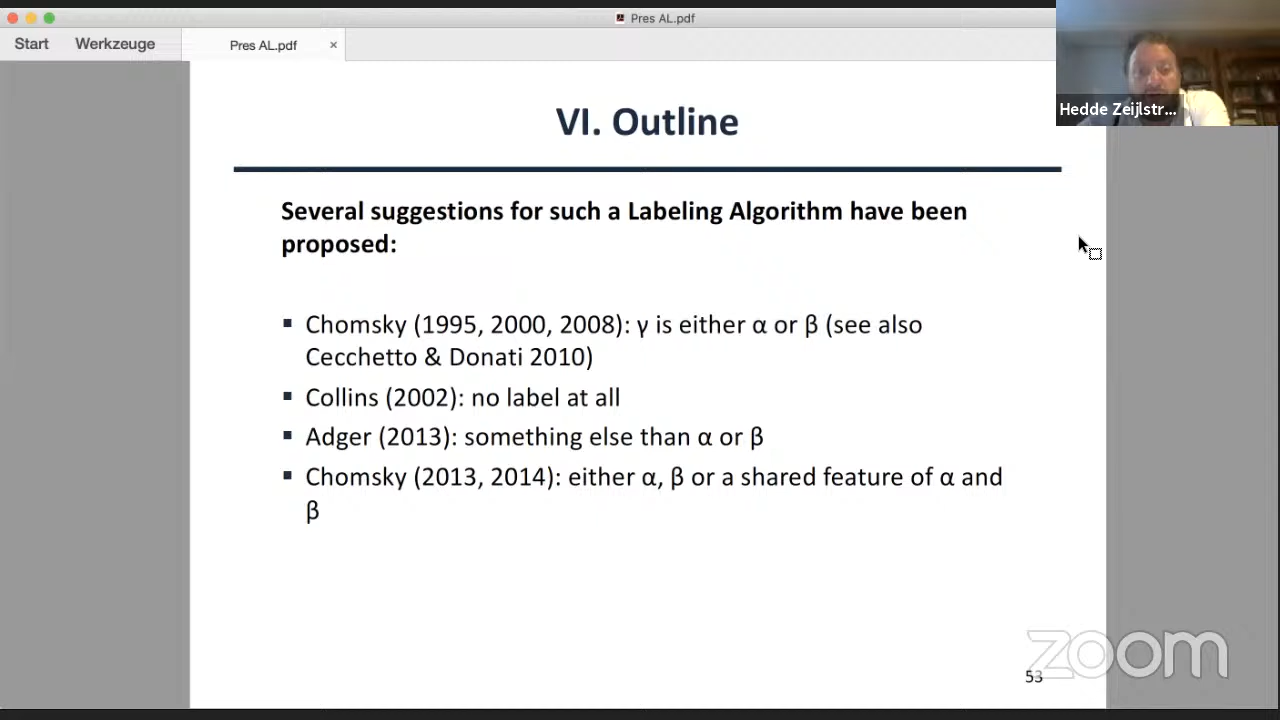 Pres AL.pdf
Start Werkzeuge Pres AL.pdf ×
Hedde Zeijlstr...
VI. Outline
Several suggestions for such a Labeling Algorithm have been
proposed:
▪ Chomsky (1995, 2000, 2008): γ is either α or β (see also
Cecchetto & Donati 2010)
▪ Collins (2002): no label at all
▪ Adger (2013): something else than α or β
▪ Chomsky (2013, 2014): either α, β or a shared feature of α and
β
zoom
53